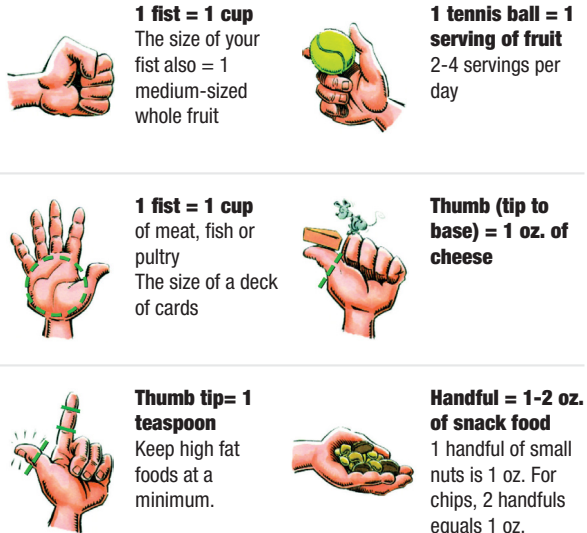 1 fist = 1 cup
The size of your
fist also = 1
medium-sized
whole fruit
1 tennis ball = 1
serving of fruit
2-4 servings per
day
1 fist = 1 cup
of meat, fish or
pultry
The size of a deck
of cards
Thumb (tip to
base) = 1 oz. of
cheese
Thumb tip= 1
teaspoon
Keep high fat
foods at a
minimum.
Handful = 1-2 oz.
of snack food
1 handful of small
nuts is 1 oz. For
chips, 2 handfuls
equals 1 oz.